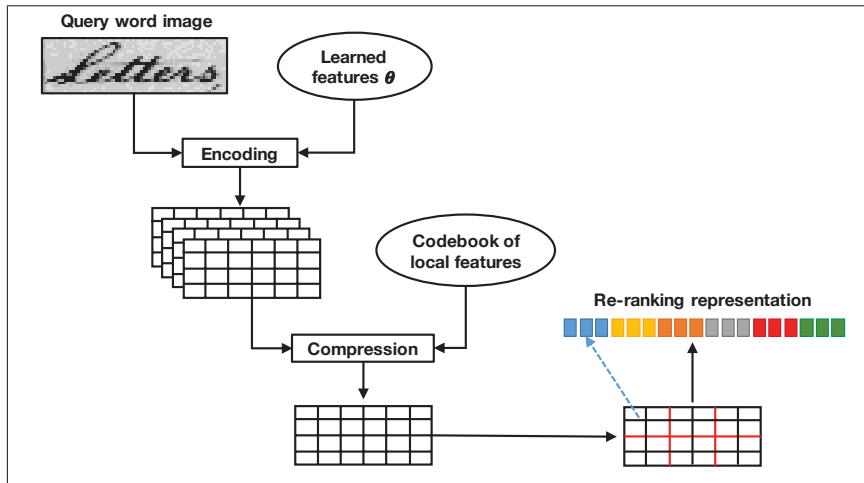 Query word image
Letters,
Learned
features θ
Encoding
Codebook of
local features
Re-ranking representation
Compression